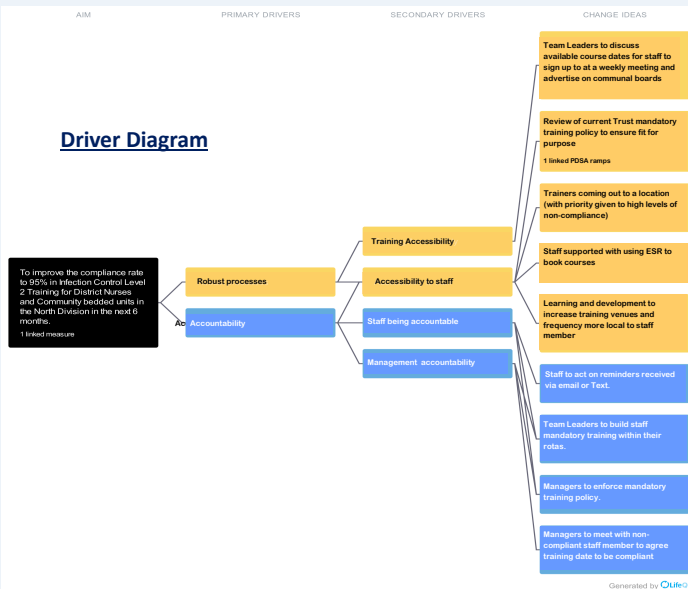 AIM
PRIMARY DRIVERS
SECONDARY DRIVERS
CHANGE IDEAS
Driver Diagram
To improve the compliance rate
to 95% in Infection Control Level
2 Training for District Nurses
and Community bedded units in
the North Division in the next 6
months.
1 linked measure
Robust processes
Ac Accountability
Training Accessibility
Accessibility to staff
Staff being accountable
Management accountability
Team Leaders to discuss
available course dates for staff to
sign up to at a weekly meeting and
advertise on communal boards
Review of current Trust mandatory
training policy to ensure fit for
purpose
1 linked PDSA ramps
Trainers coming out to a location
(with priority given to high levels of
non-compliance)
Staff supported with using ESR to
book courses
Learning and development to
increase training venues and
frequency more local to staff
member
Staff to act on reminders received
via email or Text.
Team Leaders to build staff
mandatory training within their
rotas.
Managers to enforce mandatory
training policy.
Managers to meet with non-
compliant staff member to agree
training date to be compliant
Generated by LifeQ